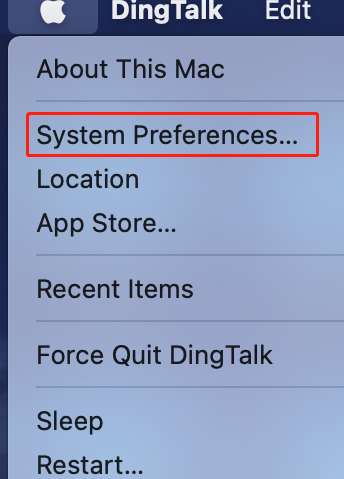 DingTalk Edit
About This Mac
System Preferences...
Location
App Store...
Recent Items
Force Quit DingTalk
Sleep
Restart...